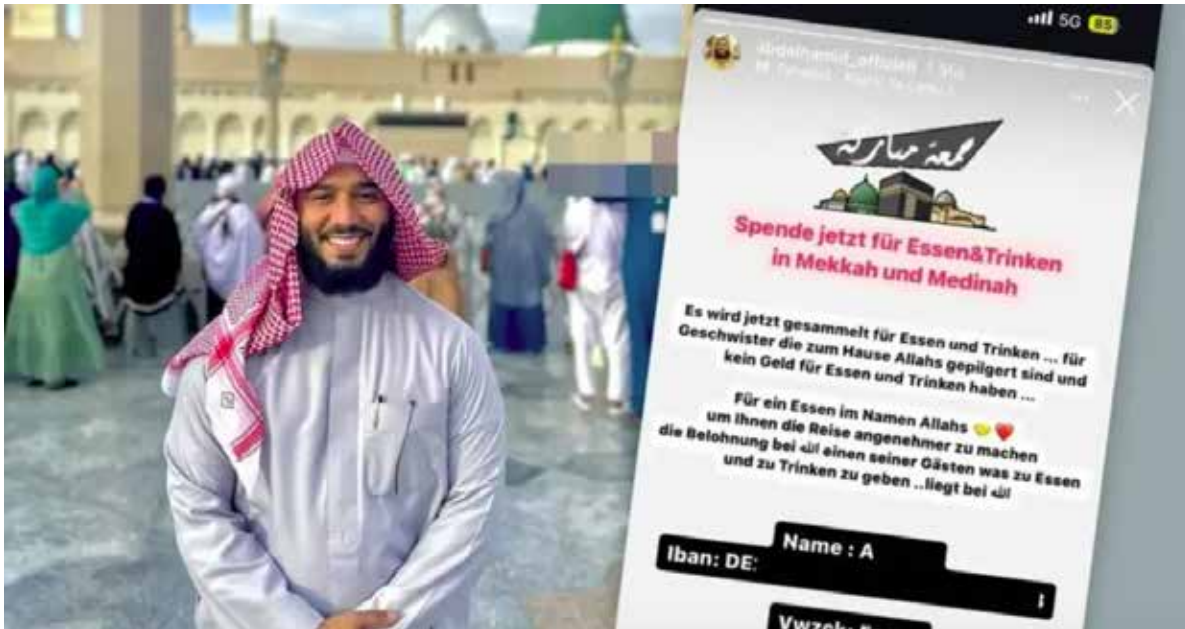 5G 85
جمعة مباركة
Spende jetzt für Essen&Trinken
in Mekkah und Medinah
Es wird jetzt gesammelt für Essen und Trinken ... für
Geschwister die zum Hause Allahs gepilgert sind und
kein Geld für Essen und Trinken haben ...
Für ein Essen im Namen Allahs 🤲❤️
um Ihnen die Reise angenehmer zu machen
die Belohnung bei الله einen seiner Gästen was zu Essen
und zu Trinken zu geben ..liegt bei الله
Name : A
Iban: DE: